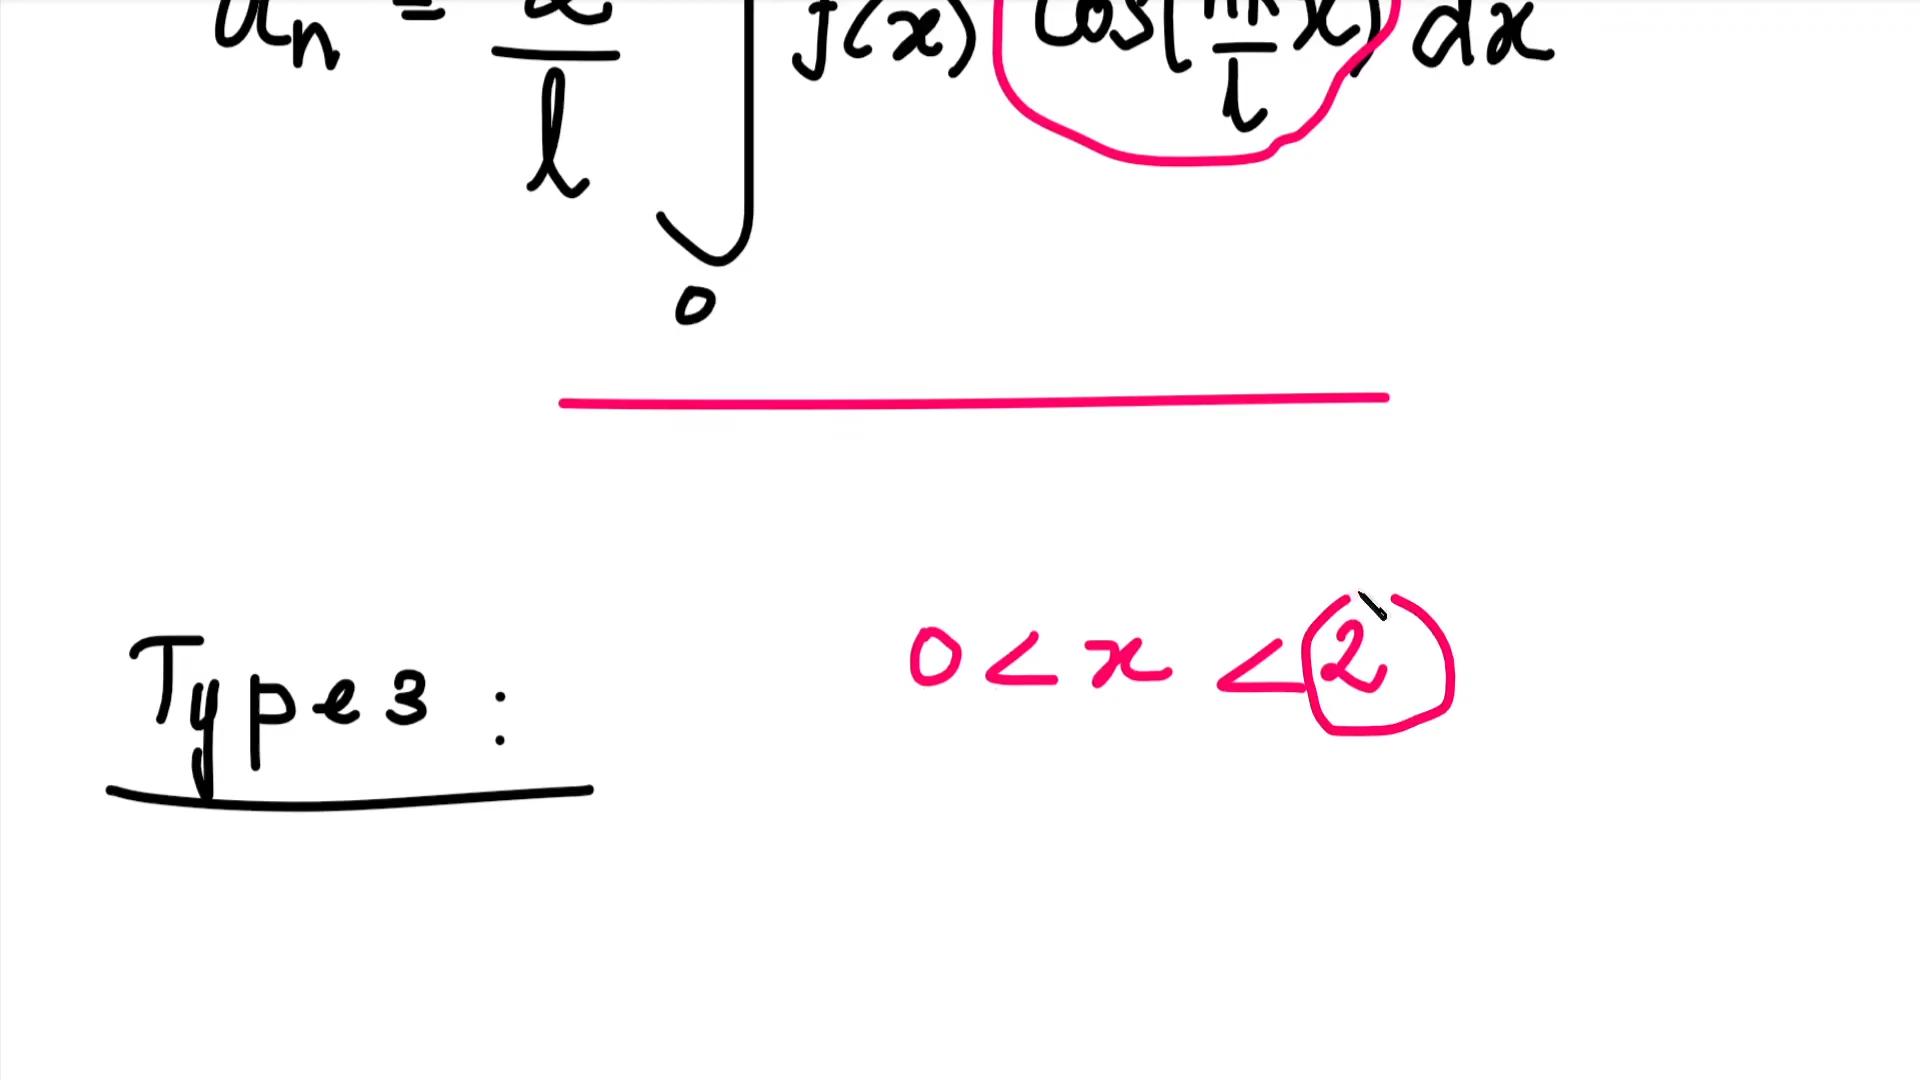 aₙ = 2/l ∫₀ f(x) cos(nπ/l x) dx
Type 3 :
0 < x < 2